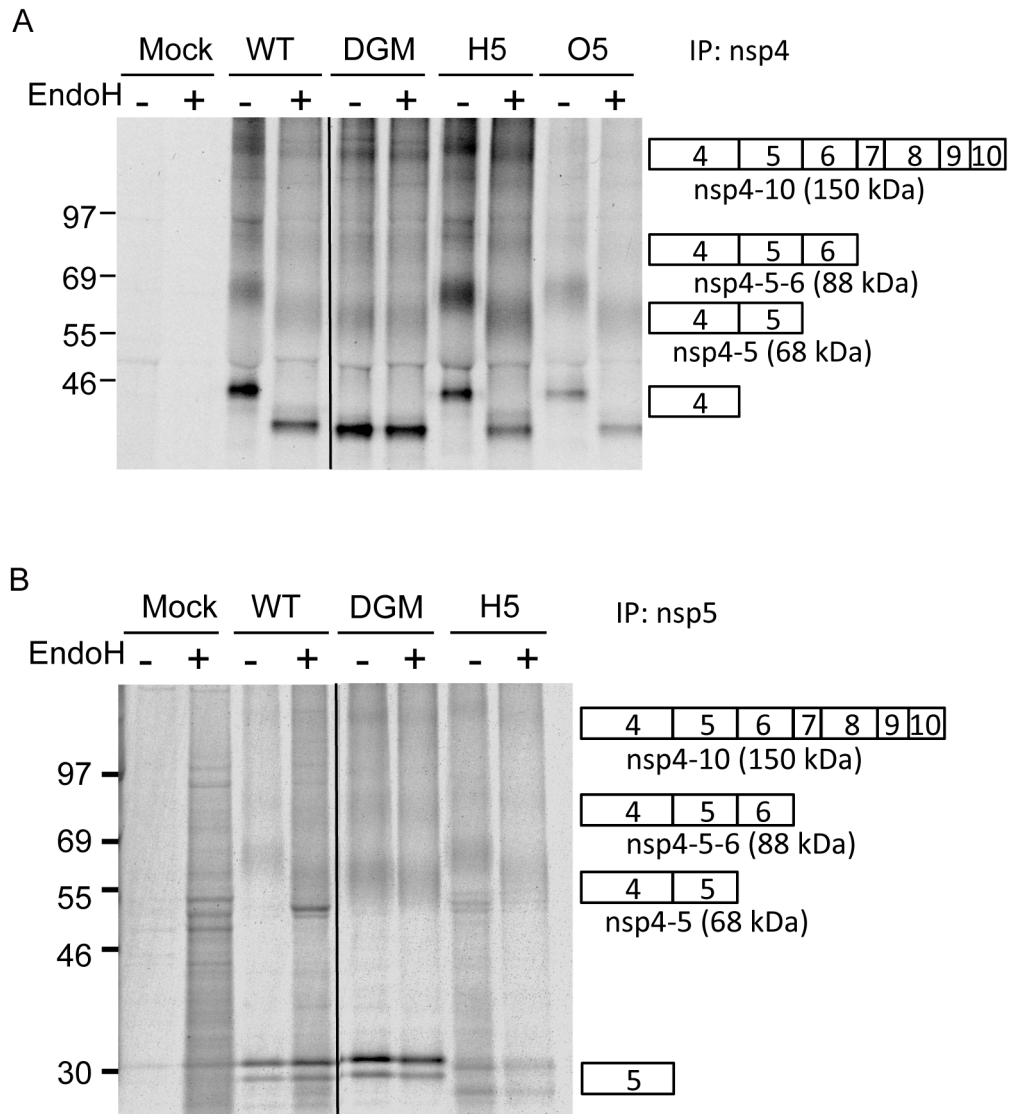 A
Mock WT DGM H5 O5 IP: nsp4
EndoH - + - + - + - + - +
4 5 6 7 8 9 10
nsp4-10 (150 kDa)
97
4 5 6
69
nsp4-5-6 (88 kDa)
4 5
55
nsp4-5 (68 kDa)
46
4
B
Mock WT DGM H5 IP: nsp5
EndoH - + - + - + - +
4 5 6 7 8 9 10
nsp4-10 (150 kDa)
97
4 5 6
69
nsp4-5-6 (88 kDa)
55
4 5
nsp4-5 (68 kDa)
46
30
5